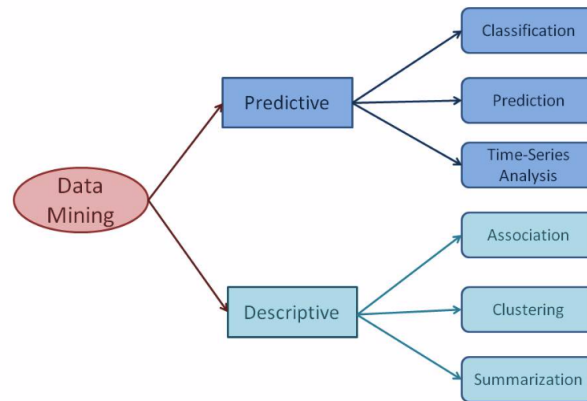 Classification
Predictive
Prediction
Time-Series
Analysis
Data
Mining
Association
Descriptive
Clustering
Summarization